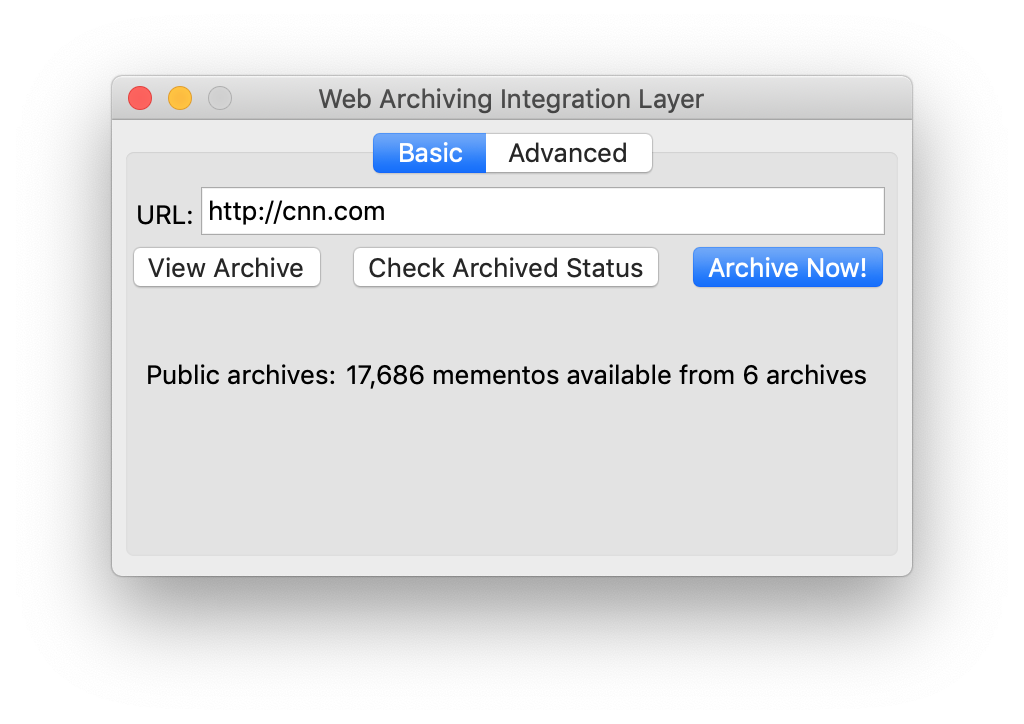 Web Archiving Integration Layer
Basic Advanced
URL: http://cnn.com
View Archive Check Archived Status Archive Now!
Public archives: 17,686 mementos available from 6 archives